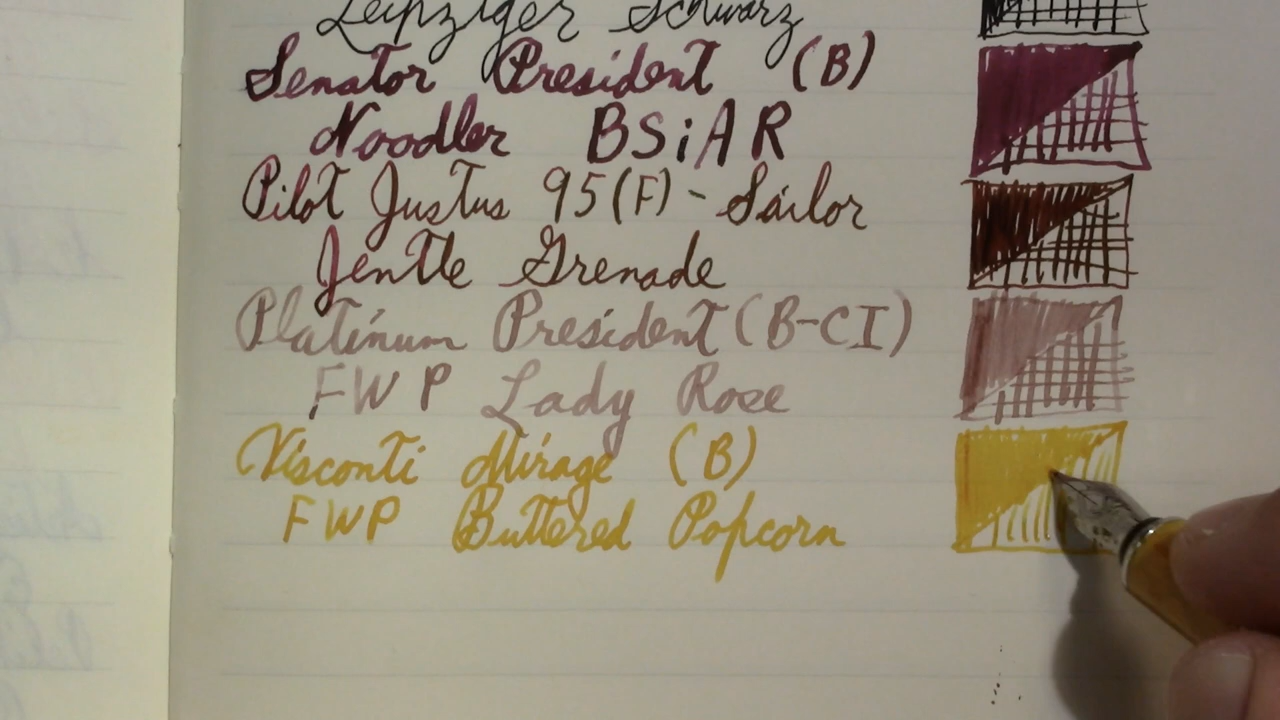 Leipziger Schwarz
Senator President (B)
Noodler BSiAR
Pilot Justus 95(F) - Sailor
Jentle Grenade
Platinum President (B-CI)
FWP Lady Rose
Visconti Mirage (B)
FWP Buttered Popcorn